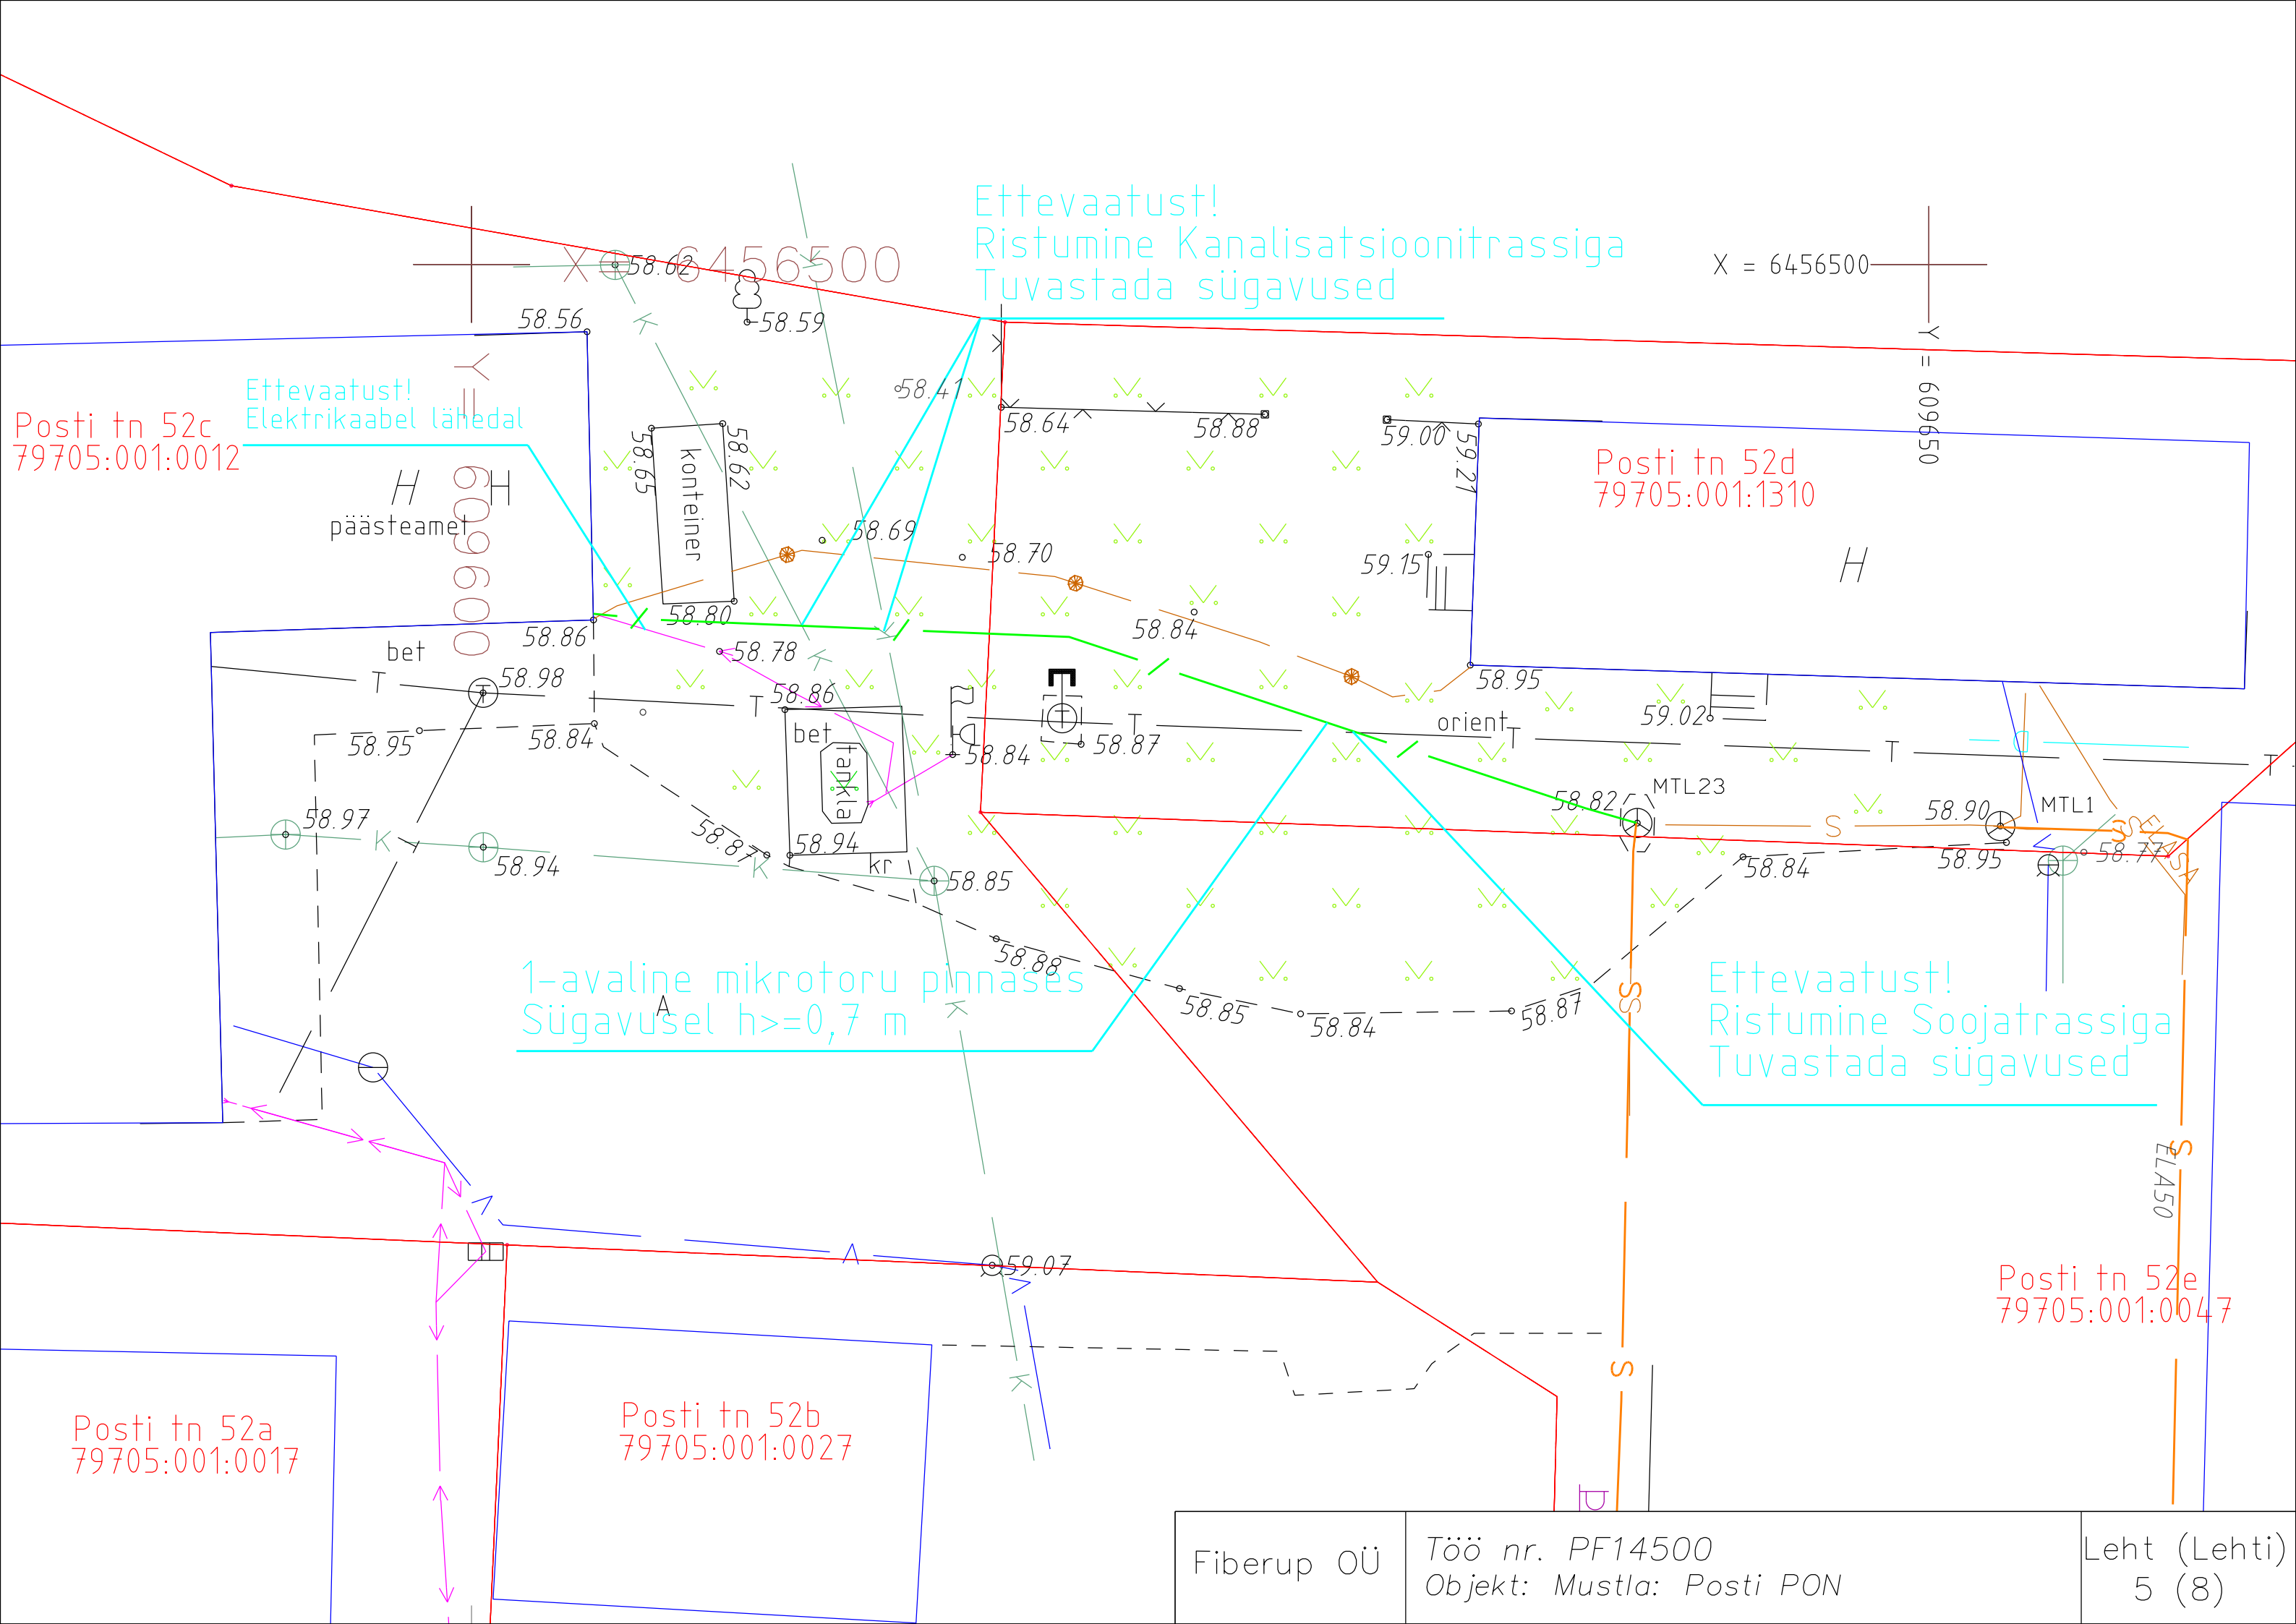 Ettevaatust!
Ristumine Kanalisatsioonitrassiga
Tuvastada sügavused
X = 6456500
X = 6456500
58.62
58.59
58.56
K
K
Y = 609650
Y = 609600
Ettevaatust!
Elektrikaabel lähedal
58.41
58.64
58.88
59.00
59.21
Posti tn 52c
79705:001:0012
Posti tn 52d
79705:001:1310
58.65
58.62
konteiner
H H
päästeamet
58.69
58.70
59.15
H
58.80
58.86
58.84
bet
58.78
K
K
58.98
T
58.86
T
T
58.95
59.02
orient
T
T
T
58.95
58.84
bet
tankla
58.84
58.87
MTL23
58.82
58.90
MTL1
S
S
58.97
K
58.94
58.87
58.94
kr
K
58.85
58.84
58.95
58.77
58.88
1-avaline mikrotoru pinnases
Sügavusel h>=0,7 m
A
K
58.85
58.84
58.87
S
S
Ettevaatust!
Ristumine Soojatrassiga
Tuvastada sügavused
S
ELA50
V
59.07
Posti tn 52e
79705:001:0047
K
S
Posti tn 52a
79705:001:0017
Posti tn 52b
79705:001:0027
Fiberup OÜ
Töö nr. PF14500
Objekt: Mustla: Posti PON
Leht (Lehti)
5 (8)